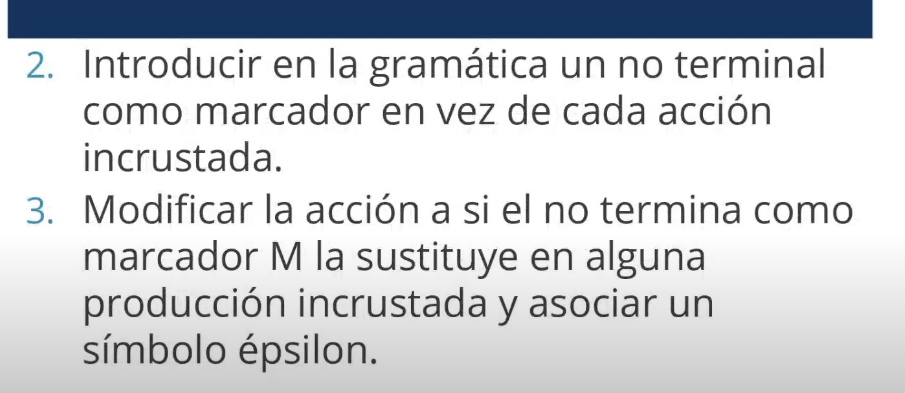 2. Introducir en la gramática un no terminal
como marcador en vez de cada acción
incrustada.
3. Modificar la acción a si el no termina como
marcador M la sustituye en alguna
producción incrustada y asociar un
símbolo épsilon.